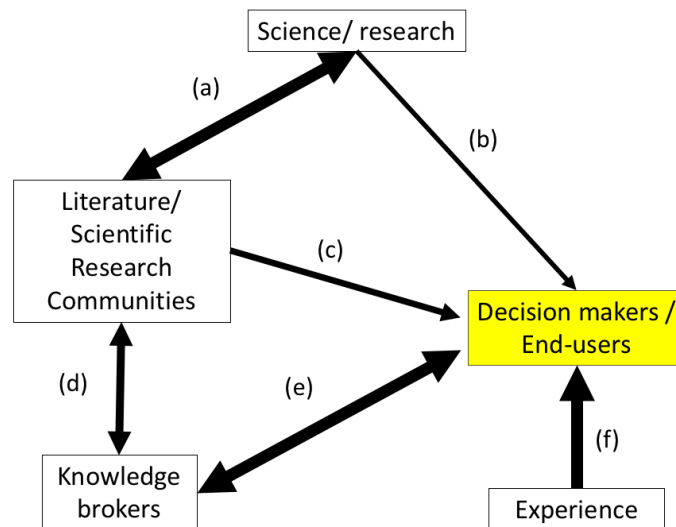 Science/ research
(a)
(b)
Literature/
Scientific
Research
Communities
(c)
Decision makers /
End-users
(d)
(e)
(f)
Knowledge
brokers
Experience